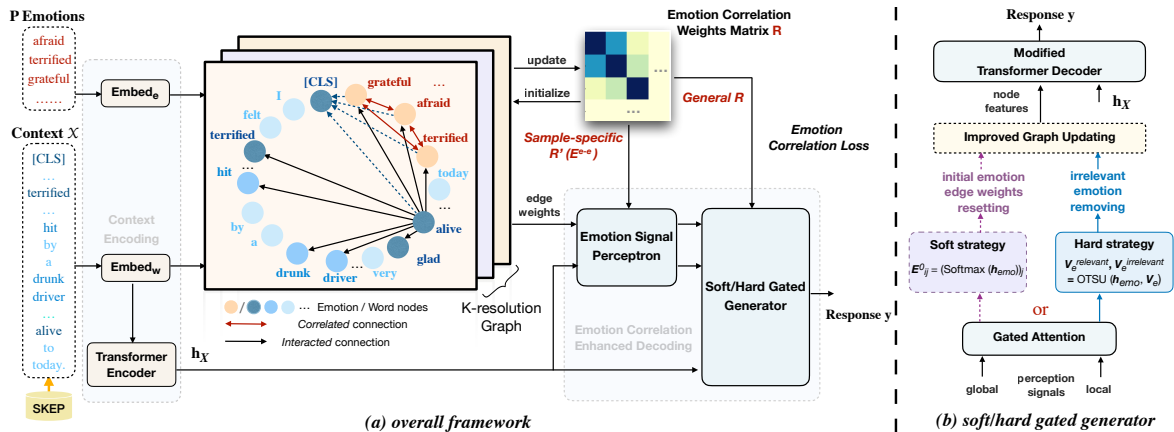 P Emotions
afraid
terrified
grateful
......
Context X
[CLS]
...
terrified
...
hit
by
a
drunk
driver
...
alive
to
today.
SKEP
Embed_e
Context
Encoding
Embed_w
Transformer
Encoder
h_X
[CLS]
grateful
...
I
afraid
felt
terrified
terrified
...
today
hit
...
by
alive
a
glad
drunk
driver
... very
/ ... Emotion / Word nodes
Correlated connection
Interacted connection
K-resolution
Graph
update
initialize
edge
weights
Emotion Correlation
Weights Matrix R
...
...
...
General R
Sample-specific
R' (E^{e-e})
Emotion
Correlation Loss
Emotion Signal
Perceptron
Soft/Hard Gated
Generator
Emotion Correlation
Enhanced Decoding
Response y
(a) overall framework
Response y
Modified
Transformer Decoder
node
features
h_X
Improved Graph Updating
initial emotion
edge weights
resetting
irrelevant
emotion
removing
Soft strategy
E^0_{ij} = (Softmax (h_{emo}))_j
Hard strategy
V_e^{relevant}, V_e^{irrelevant}
= OTSU (h_{emo}, V_e)
or
Gated Attention
global
perception
signals
local
(b) soft/hard gated generator